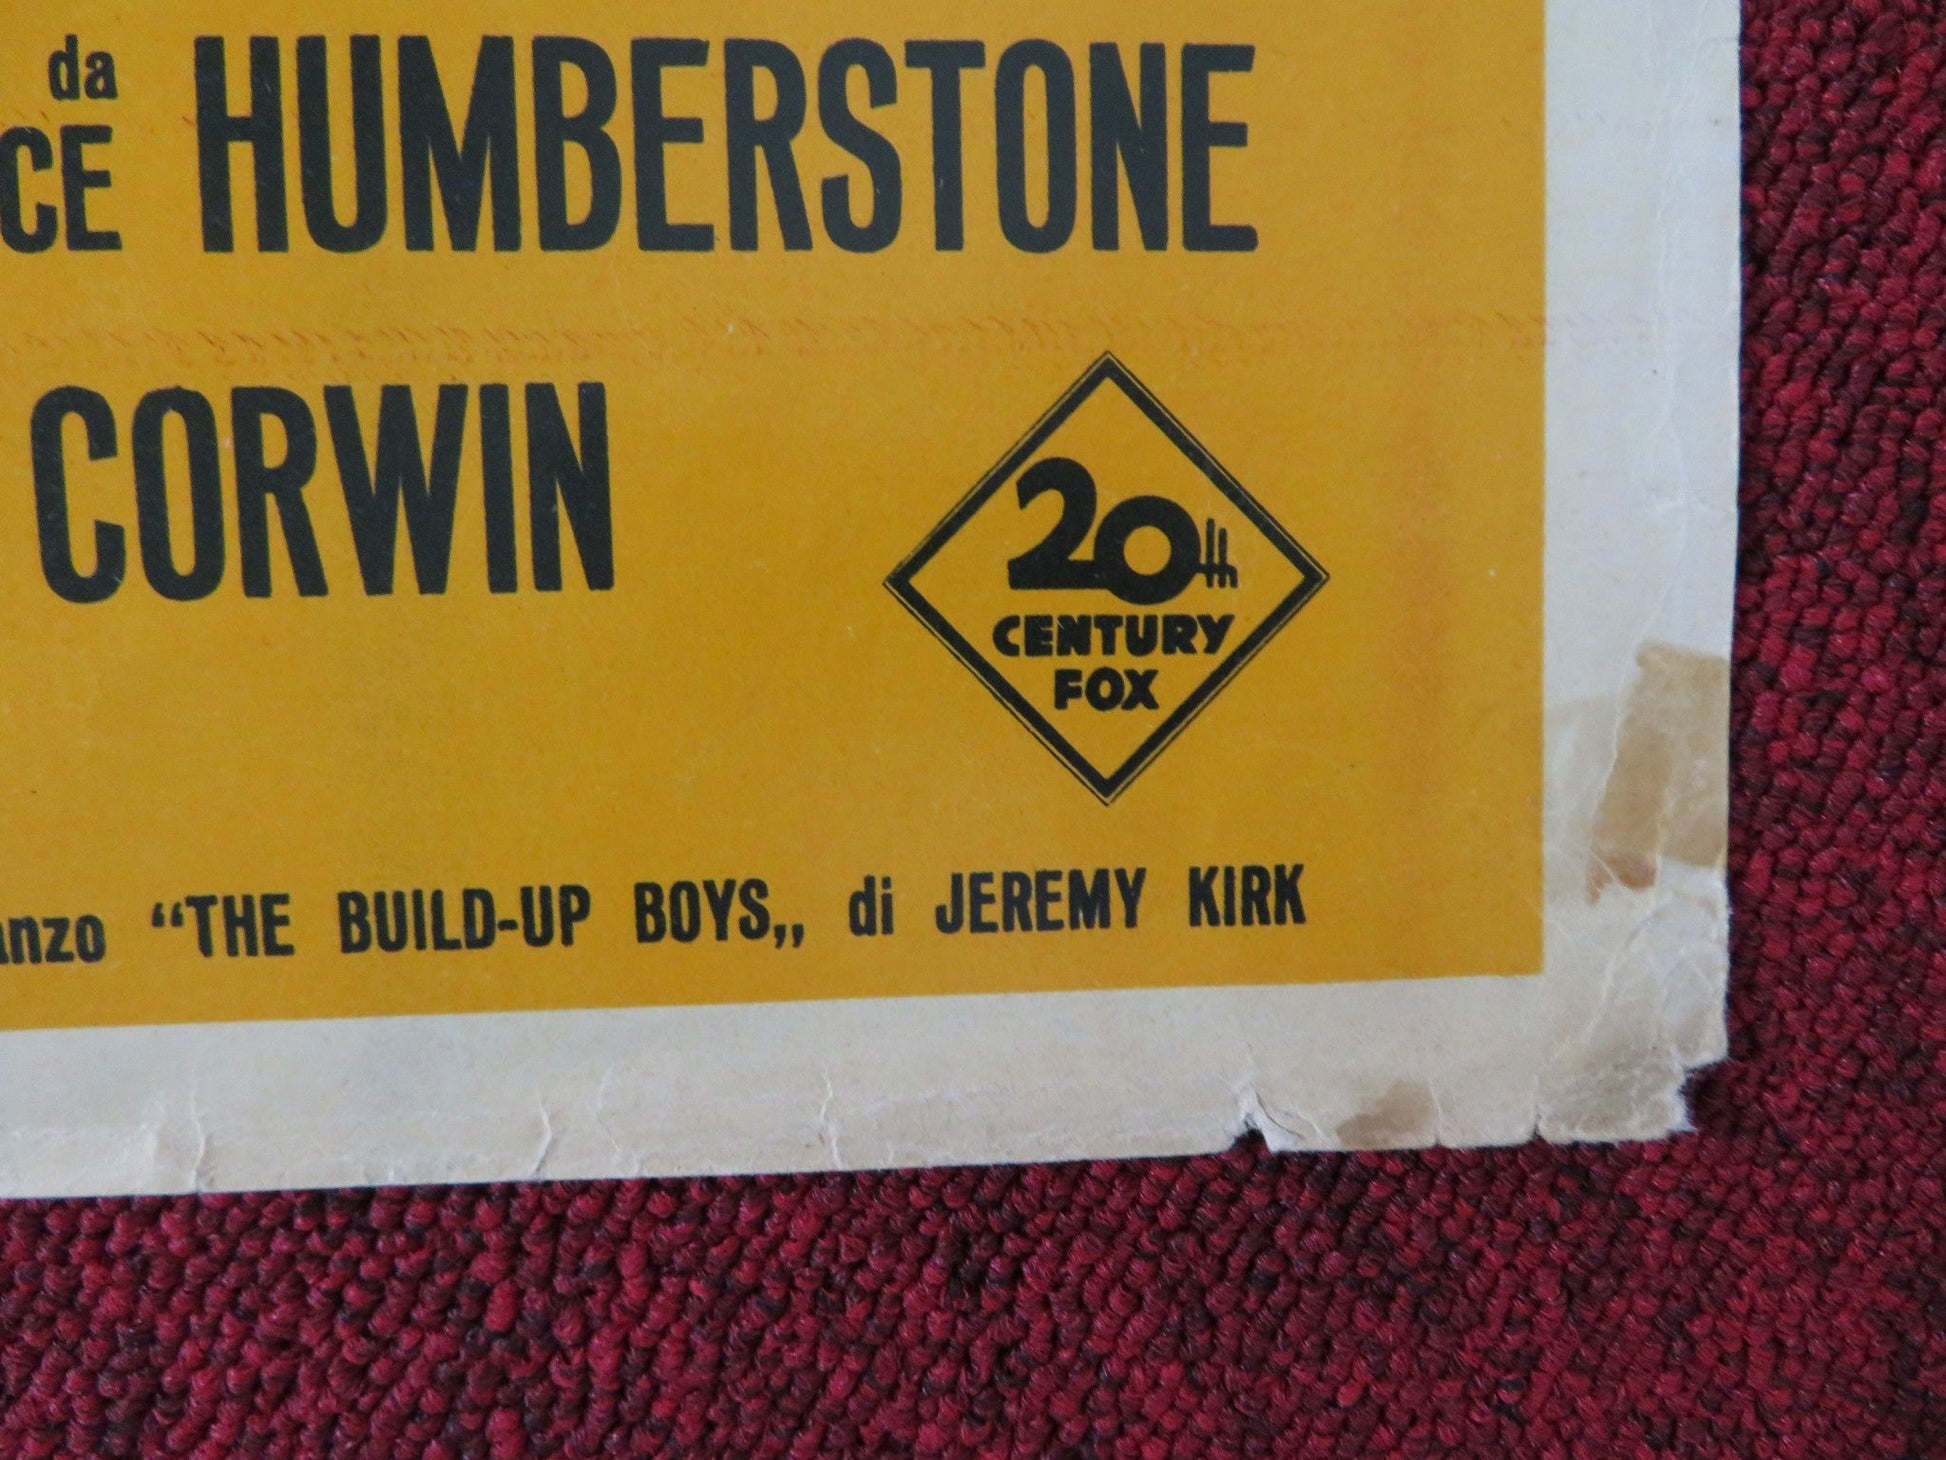 da
CE HUMBERSTONE
CORWIN
20th
CENTURY
FOX
anzo “THE BUILD-UP BOYS„ di JEREMY KIRK